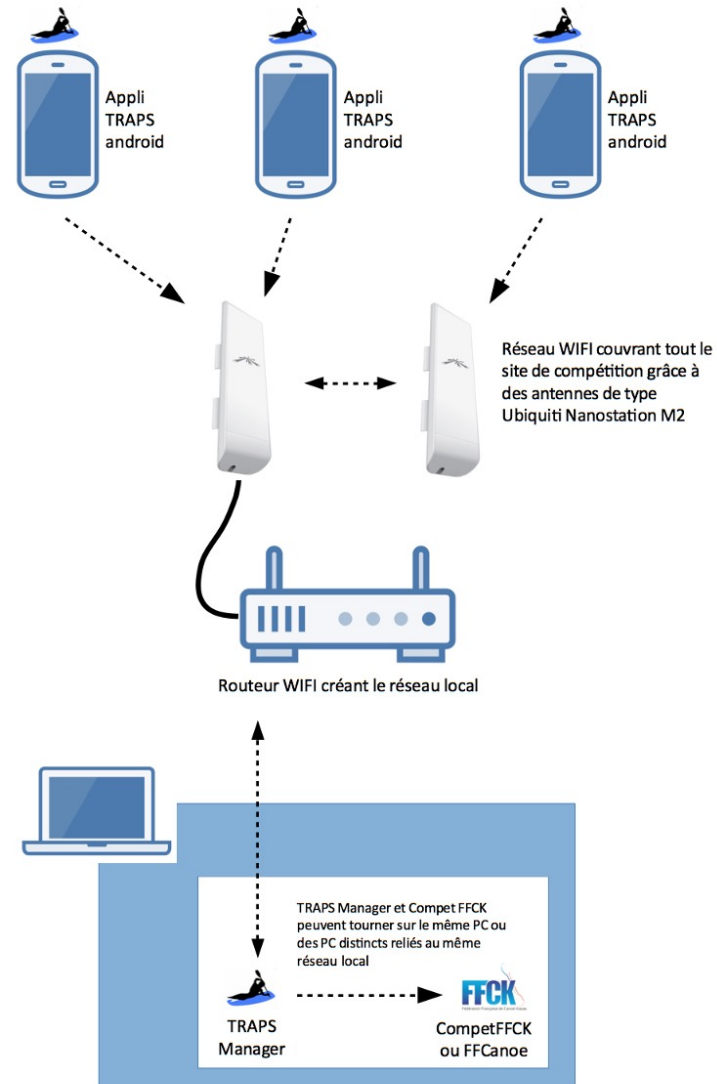 Appli
TRAPS
android
Appli
TRAPS
android
Appli
TRAPS
android
Réseau WIFI couvrant tout le
site de compétition grâce à
des antennes de type
Ubiquiti Nanostation M2
Routeur WIFI créant le réseau local
TRAPS Manager et Compet FFCK
peuvent tourner sur le même PC ou
des PC distincts reliés au même
réseau local
TRAPS
Manager
FFCK
CompetFFCK
ou FFCanoe